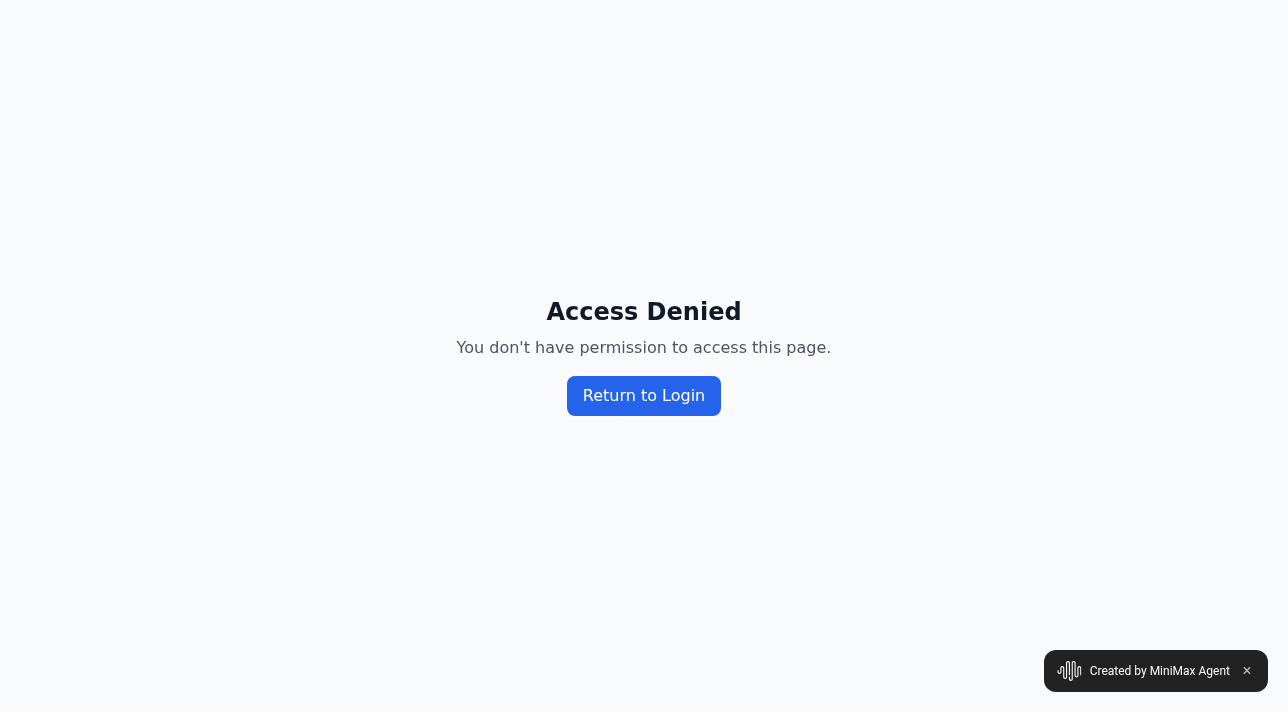 Access Denied
You don't have permission to access this page.
Return to Login
Created by MiniMax Agent ×